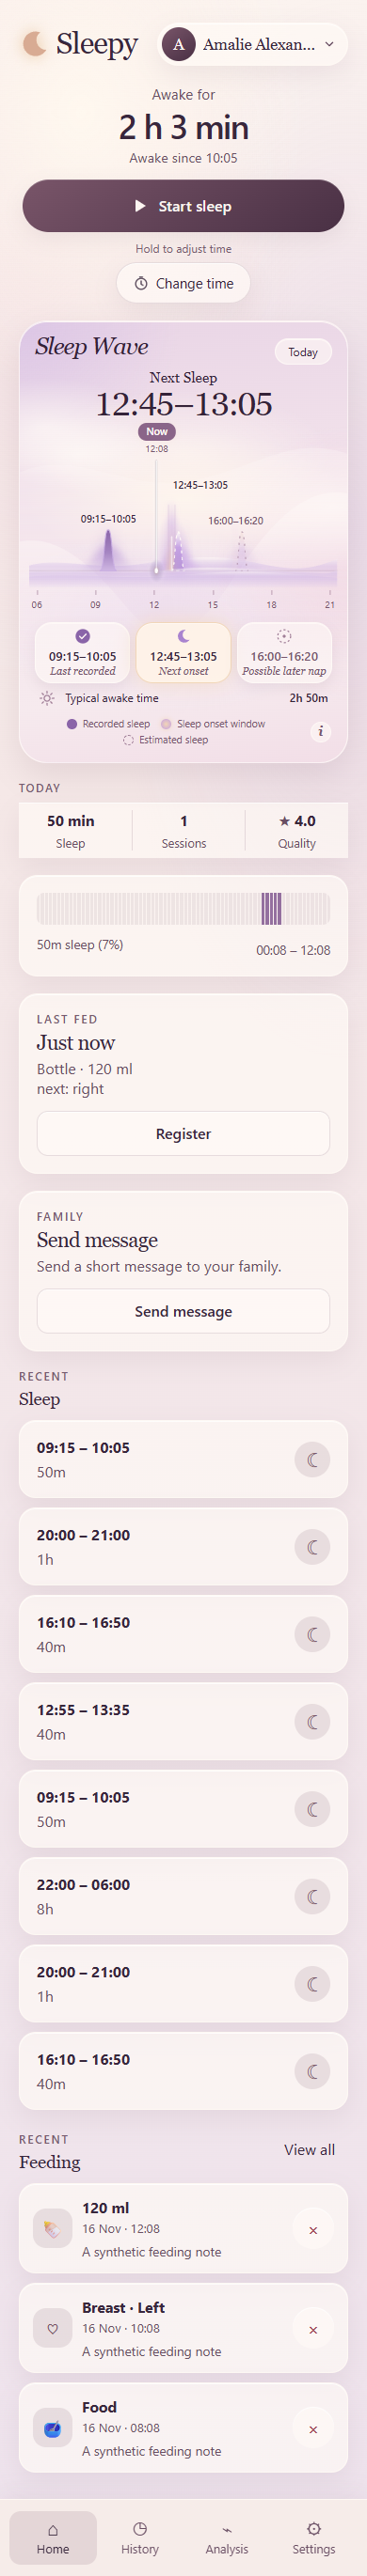 Sleepy
A
Amalie Alexan...
Awake for
2 h 3 min
Awake since 10:05
Start sleep
Hold to adjust time
Change time
Sleep Wave
Today
Next Sleep
12:45–13:05
Now
12:08
12:45–13:05
09:15–10:05
16:00–16:20
06 09 12 15 18 21
09:15–10:05
Last recorded
12:45–13:05
Next onset
16:00–16:20
Possible later nap
Typical awake time
2h 50m
Recorded sleep
Sleep onset window
Estimated sleep
i
TODAY
50 min
Sleep
1
Sessions
★ 4.0
Quality
50m sleep (7%)
00:08 – 12:08
LAST FED
Just now
Bottle · 120 ml
next: right
Register
FAMILY
Send message
Send a short message to your family.
Send message
RECENT
Sleep
09:15 – 10:05
50m
20:00 – 21:00
1h
16:10 – 16:50
40m
12:55 – 13:35
40m
09:15 – 10:05
50m
22:00 – 06:00
8h
20:00 – 21:00
1h
16:10 – 16:50
40m
RECENT
Feeding
View all
120 ml
16 Nov · 12:08
A synthetic feeding note
×
Breast · Left
16 Nov · 10:08
A synthetic feeding note
×
Food
16 Nov · 08:08
A synthetic feeding note
×
Home
History
Analysis
Settings